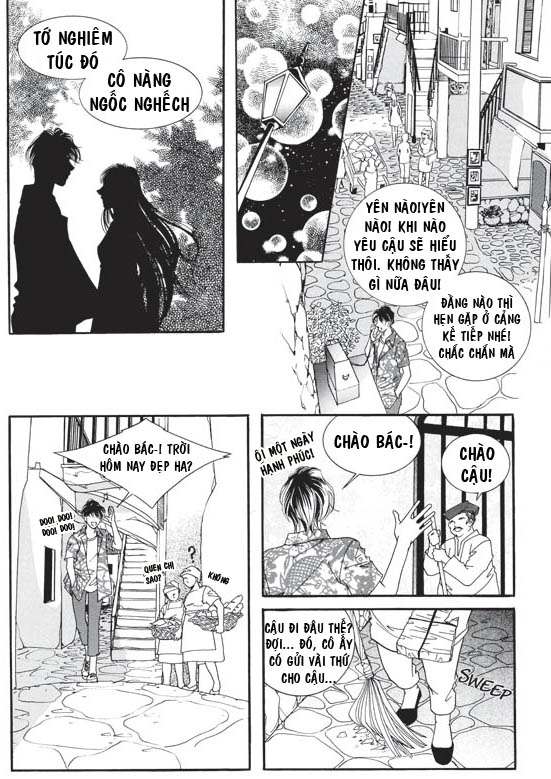 TỚ NGHIÊM
TÚC ĐÓ
CÔ NÀNG
NGỐC NGHẾCH
YÊN NÀO!YÊN
NÀO! KHI NÀO
YÊU CẬU SẼ HIỂU
THÔI. KHÔNG THẤY
GÌ NỮA ĐÂU!
ĐẰNG NÀO THÌ
HẸN GẶP Ở CẢNG
KẾ TIẾP NHÉ!
CHẮC CHẮN MÀ
CHÀO BÁC-! TRỜI
HÔM NAY ĐẸP HA?
DOO! DOO!
DOO! DOO!
QUEN CHỊ
SAO?
?
KHÔNG
ÔI MỘT NGÀY
HẠNH PHÚC!
CHÀO BÁC-!
CHÀO
CẬU!
CẬU ĐI ĐÂU THẾ?
ĐỢI... ĐÓ, CÔ ẤY
CÓ GỬI VÀI THỨ
CHO CẬU...
SWEEP